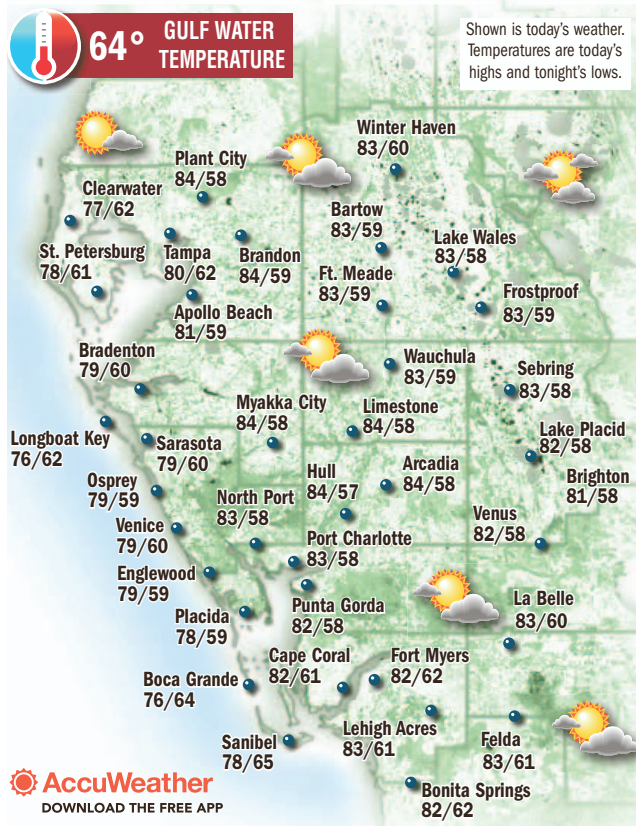 64°
GULF WATER
TEMPERATURE
Shown is today's weather.
Temperatures are today's
highs and tonight's lows.
Winter Haven
83/60
Plant City
84/58
Clearwater
77/62
Bartow
83/59
Lake Wales
83/58
St. Petersburg
78/61
Tampa
80/62
Brandon
84/59
Ft. Meade
83/59
Frostproof
83/59
Apollo Beach
81/59
Bradenton
79/60
Wauchula
83/59
Sebring
83/58
Myakka City
84/58
Limestone
84/58
Longboat Key
76/62
Sarasota
79/60
Lake Placid
82/58
Arcadia
84/58
Hull
84/57
Brighton
81/58
Osprey
79/59
North Port
83/58
Venus
82/58
Venice
79/60
Port Charlotte
83/58
Englewood
79/59
Punta Gorda
82/58
La Belle
83/60
Placida
78/59
Cape Coral
82/61
Fort Myers
82/62
Boca Grande
76/64
Lehigh Acres
83/61
Felda
83/61
Sanibel
78/65
Bonita Springs
82/62
AccuWeather
DOWNLOAD THE FREE APP